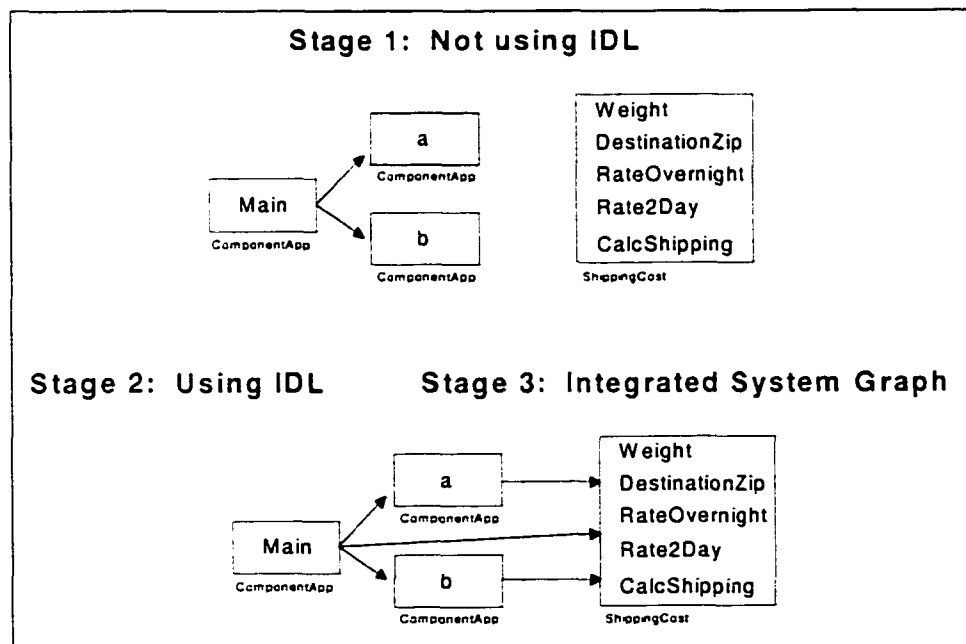 Stage 1: Not using IDL
a
ComponentApp
Main
ComponentApp
b
ComponentApp
Weight
DestinationZip
RateOvernight
Rate2Day
CalcShipping
ShippingCost
Stage 2: Using IDL
Stage 3: Integrated System Graph
a
ComponentApp
Main
ComponentApp
b
ComponentApp
Weight
DestinationZip
RateOvernight
Rate2Day
CalcShipping
ShippingCost